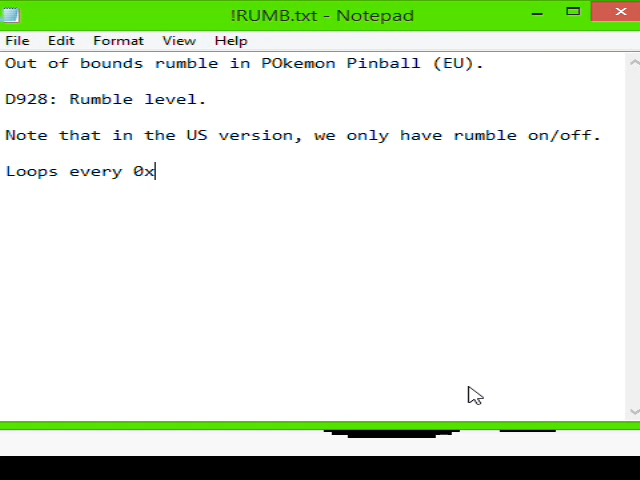 !RUMB.txt - Notepad
File Edit Format View Help
Out of bounds rumble in POkemon Pinball (EU).
D928: Rumble level.
Note that in the US version, we only have rumble on/off.
Loops every 0x